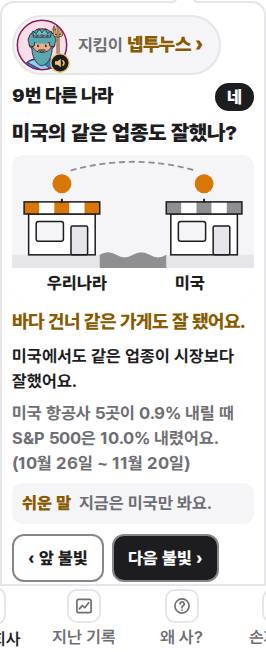 지킴이 넵투누스 ›
9번 다른 나라
네
미국의 같은 업종도 잘했나?
우리나라
미국
바다 건너 같은 가게도 잘 됐어요.
미국에서도 같은 업종이 시장보다
잘했어요.
미국 항공사 5곳이 0.9% 내릴 때
S&P 500은 10.0% 내렸어요.
(10월 26일 ~ 11월 20일)
쉬운 말 지금은 미국만 봐요.
‹ 앞 불빛
다음 불빛 ›
회사
지난 기록
왜 사?
손